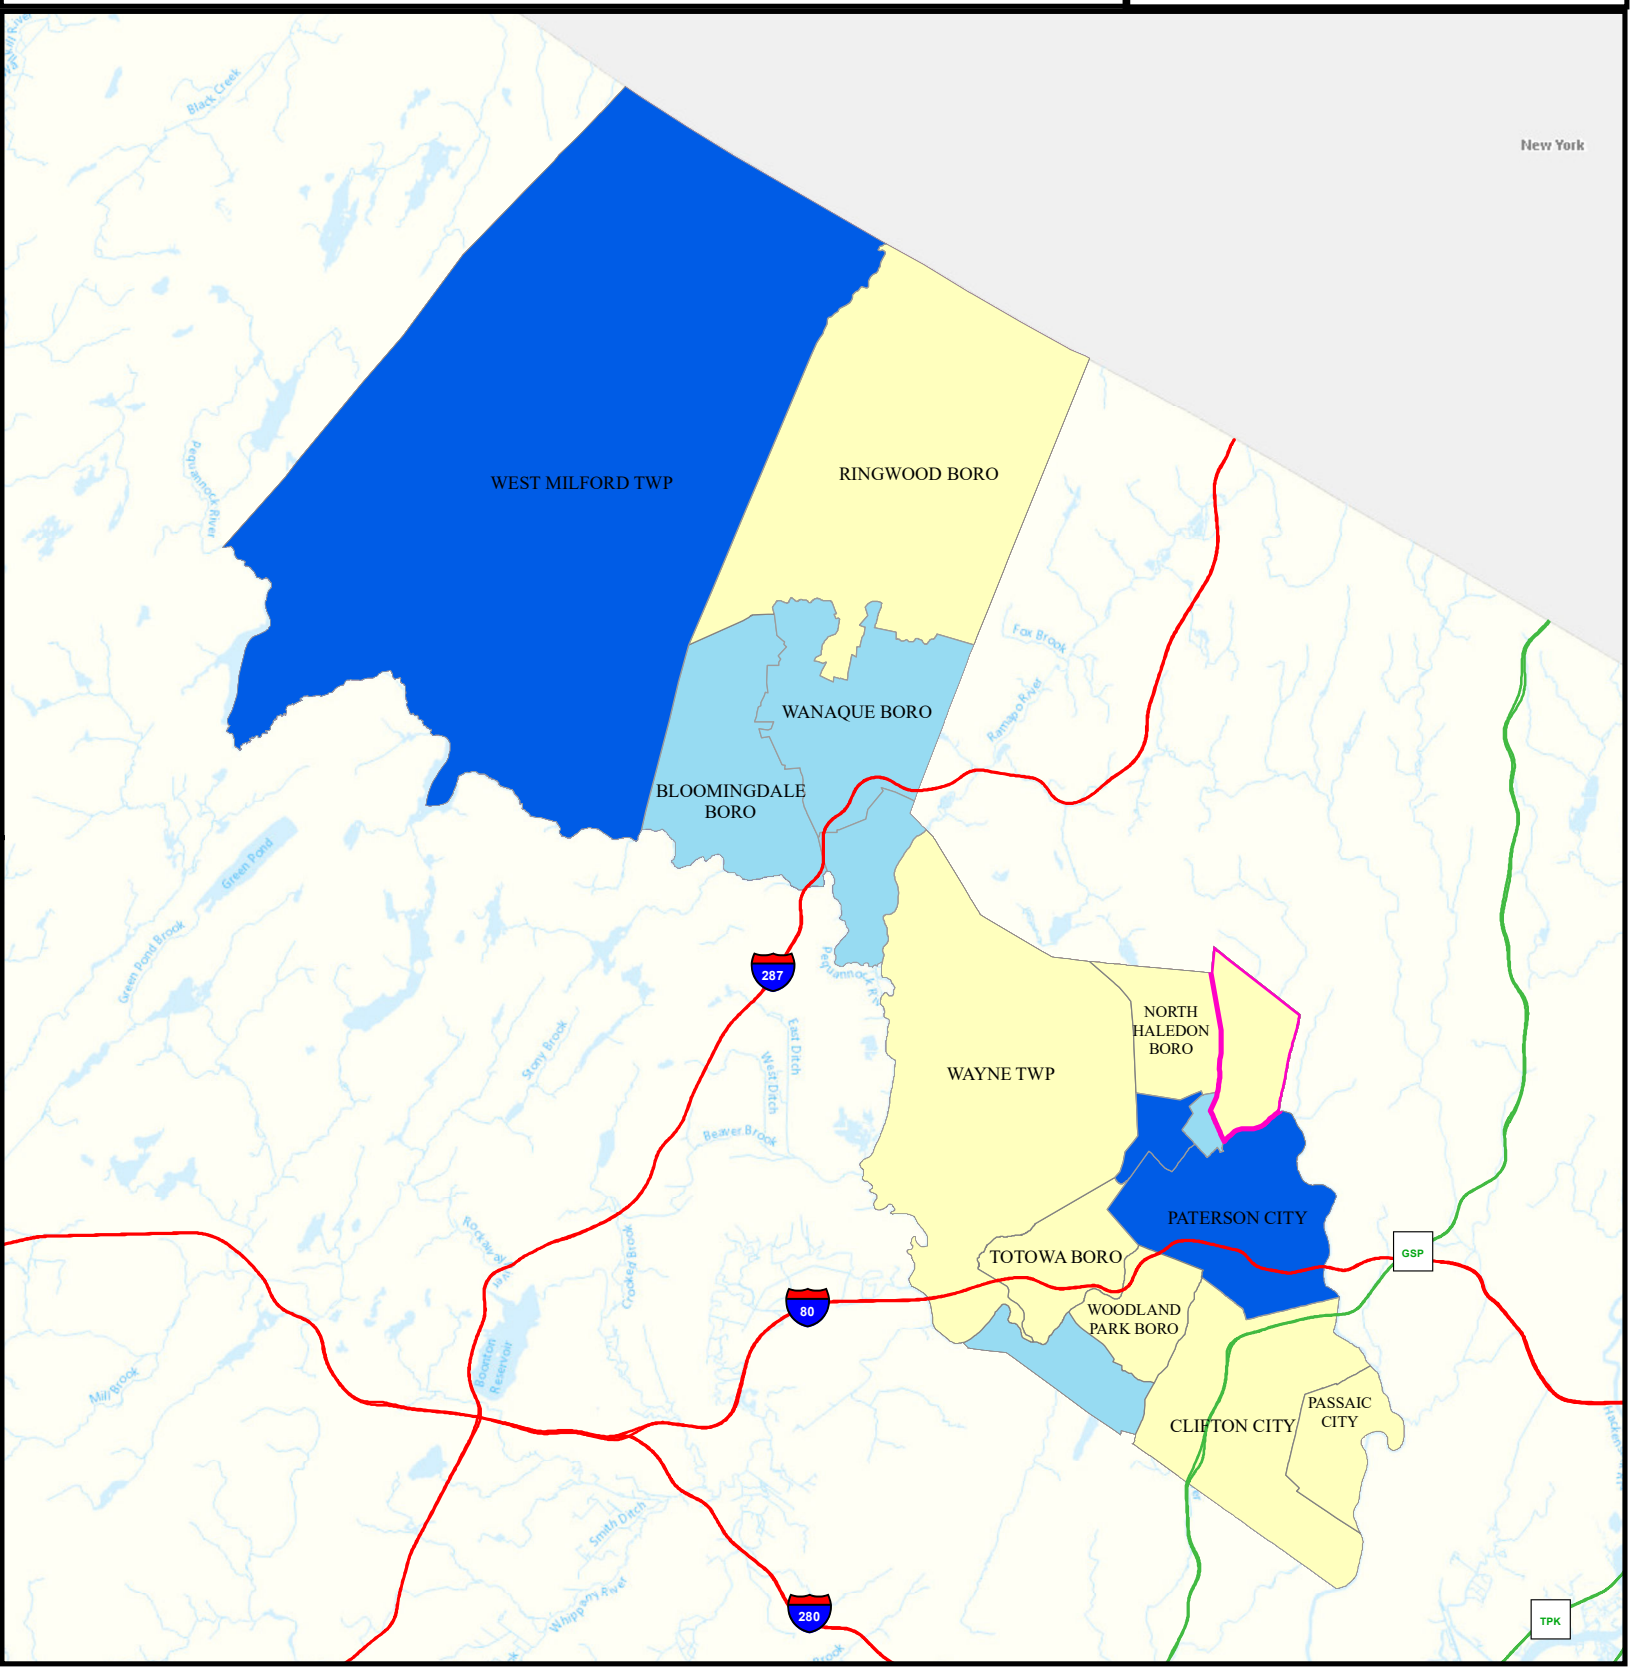 Black Creek
New York
Pequannock River
WEST MILFORD TWP
RINGWOOD BORO
Fox Brook
Ramapo River
WANAQUE BORO
BLOOMINGDALE
BORO
Green Pond
Green Pond Brook
287
Stony Brook
East Ditch
West Ditch
Beaver Brook
NORTH
HALEDON
BORO
WAYNE TWP
PATERSON CITY
TOTOWA BORO
GSP
Crooked Brook
80
WOODLAND
PARK BORO
Boonton
Reservoir
Mill Brook
PASSAIC
CITY
CLIFTON CITY
Smith Ditch
Whippany River
280
TPK
Brook